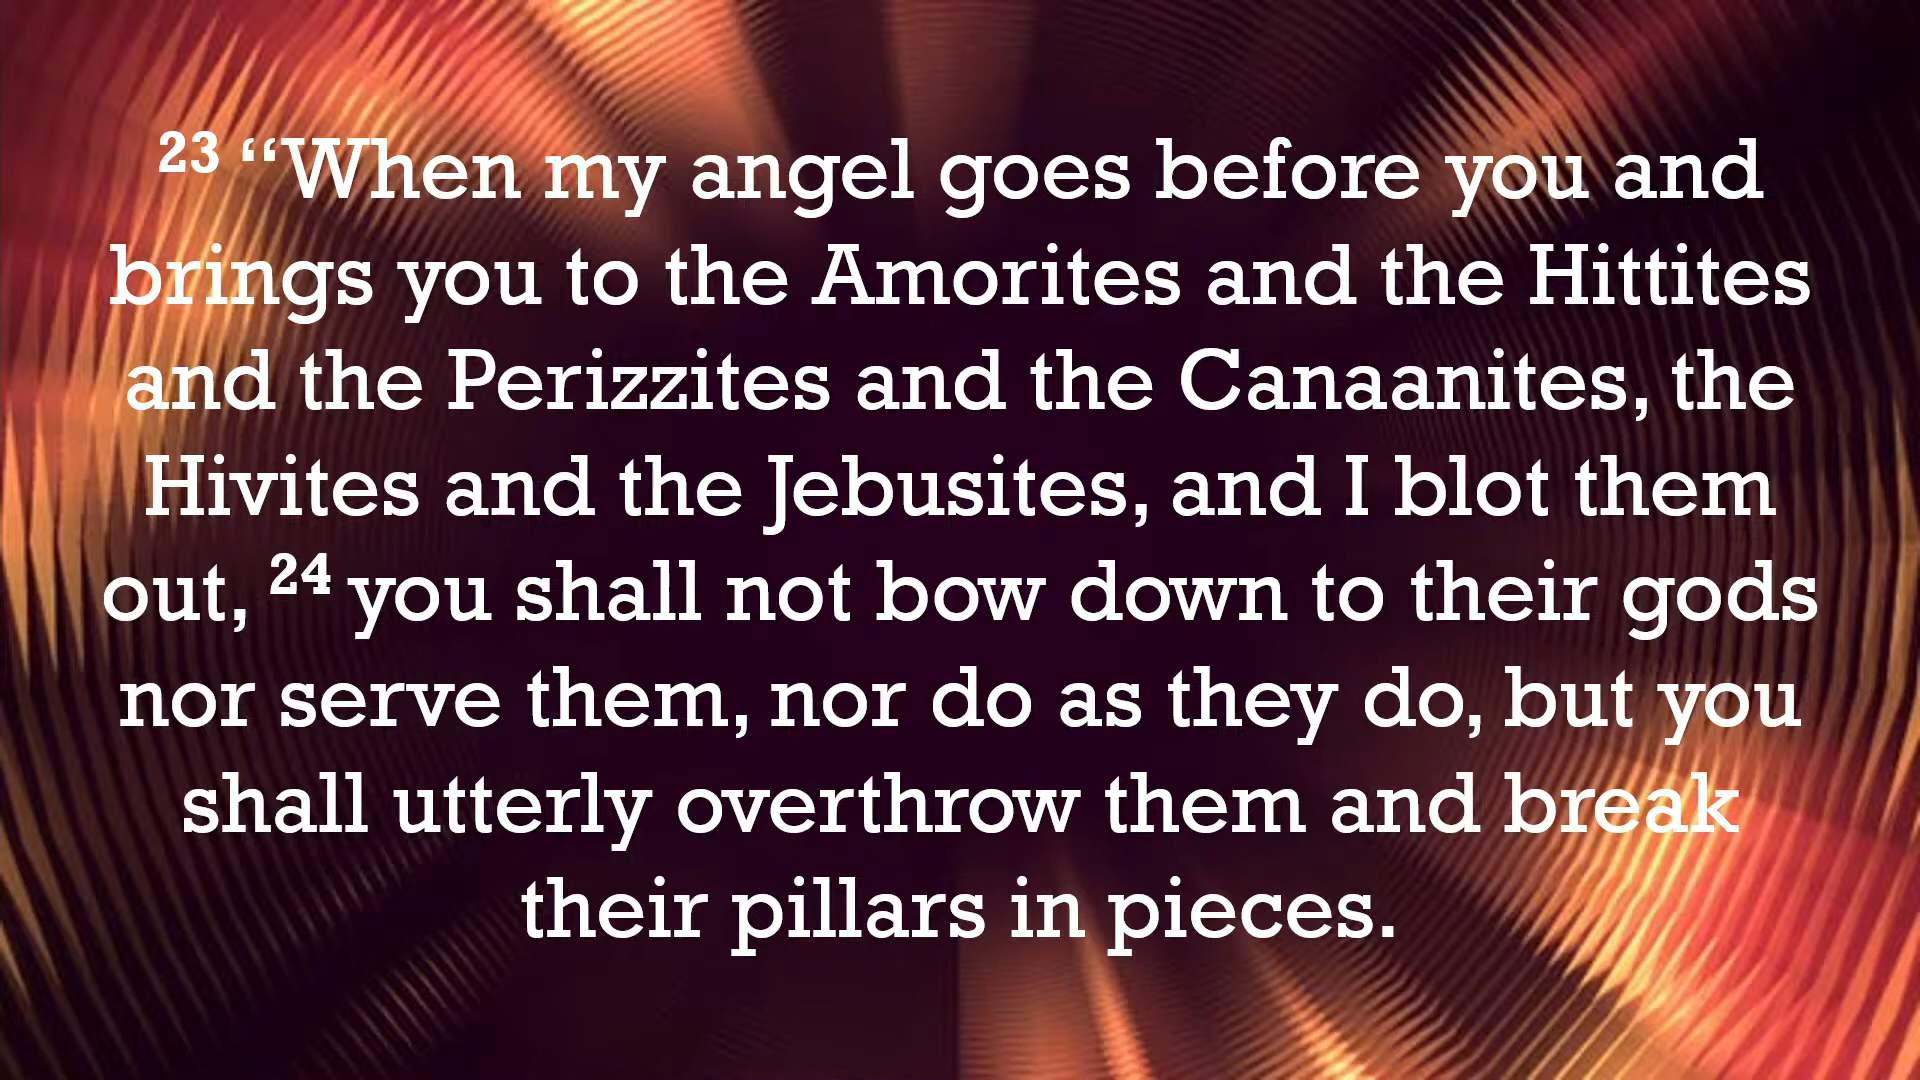 23 “When my angel goes before you and
brings you to the Amorites and the Hittites
and the Perizzites and the Canaanites, the
Hivites and the Jebusites, and I blot them
out, 24 you shall not bow down to their gods
nor serve them, nor do as they do, but you
shall utterly overthrow them and break
their pillars in pieces.